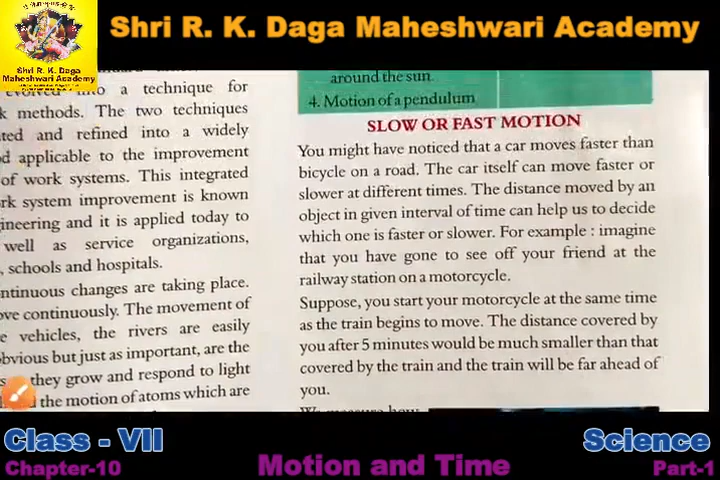 Shri R. K. Daga Maheshwari Academy
Shri R. K. Daga
Maheshwari Academy
evolved into a technique for
k methods. The two techniques
ted and refined into a widely
d applicable to the improvement
of work systems. This integrated
rk system improvement is known
gineering and it is applied today to
well as service organizations,
, schools and hospitals.
ntinuous changes are taking place.
ove continuously. The movement of
e vehicles, the rivers are easily
obvious but just as important, are the
they grow and respond to light
the motion of atoms which are
around the sun
4. Motion of a pendulum
SLOW OR FAST MOTION
You might have noticed that a car moves faster than
bicycle on a road. The car itself can move faster or
slower at different times. The distance moved by an
object in given interval of time can help us to decide
which one is faster or slower. For example : imagine
that you have gone to see off your friend at the
railway station on a motorcycle.
Suppose, you start your motorcycle at the same time
as the train begins to move. The distance covered by
you after 5 minutes would be much smaller than that
covered by the train and the train will be far ahead of
you.
We measure how
Class - VII
Science
Chapter-10
Motion and Time
Part-1